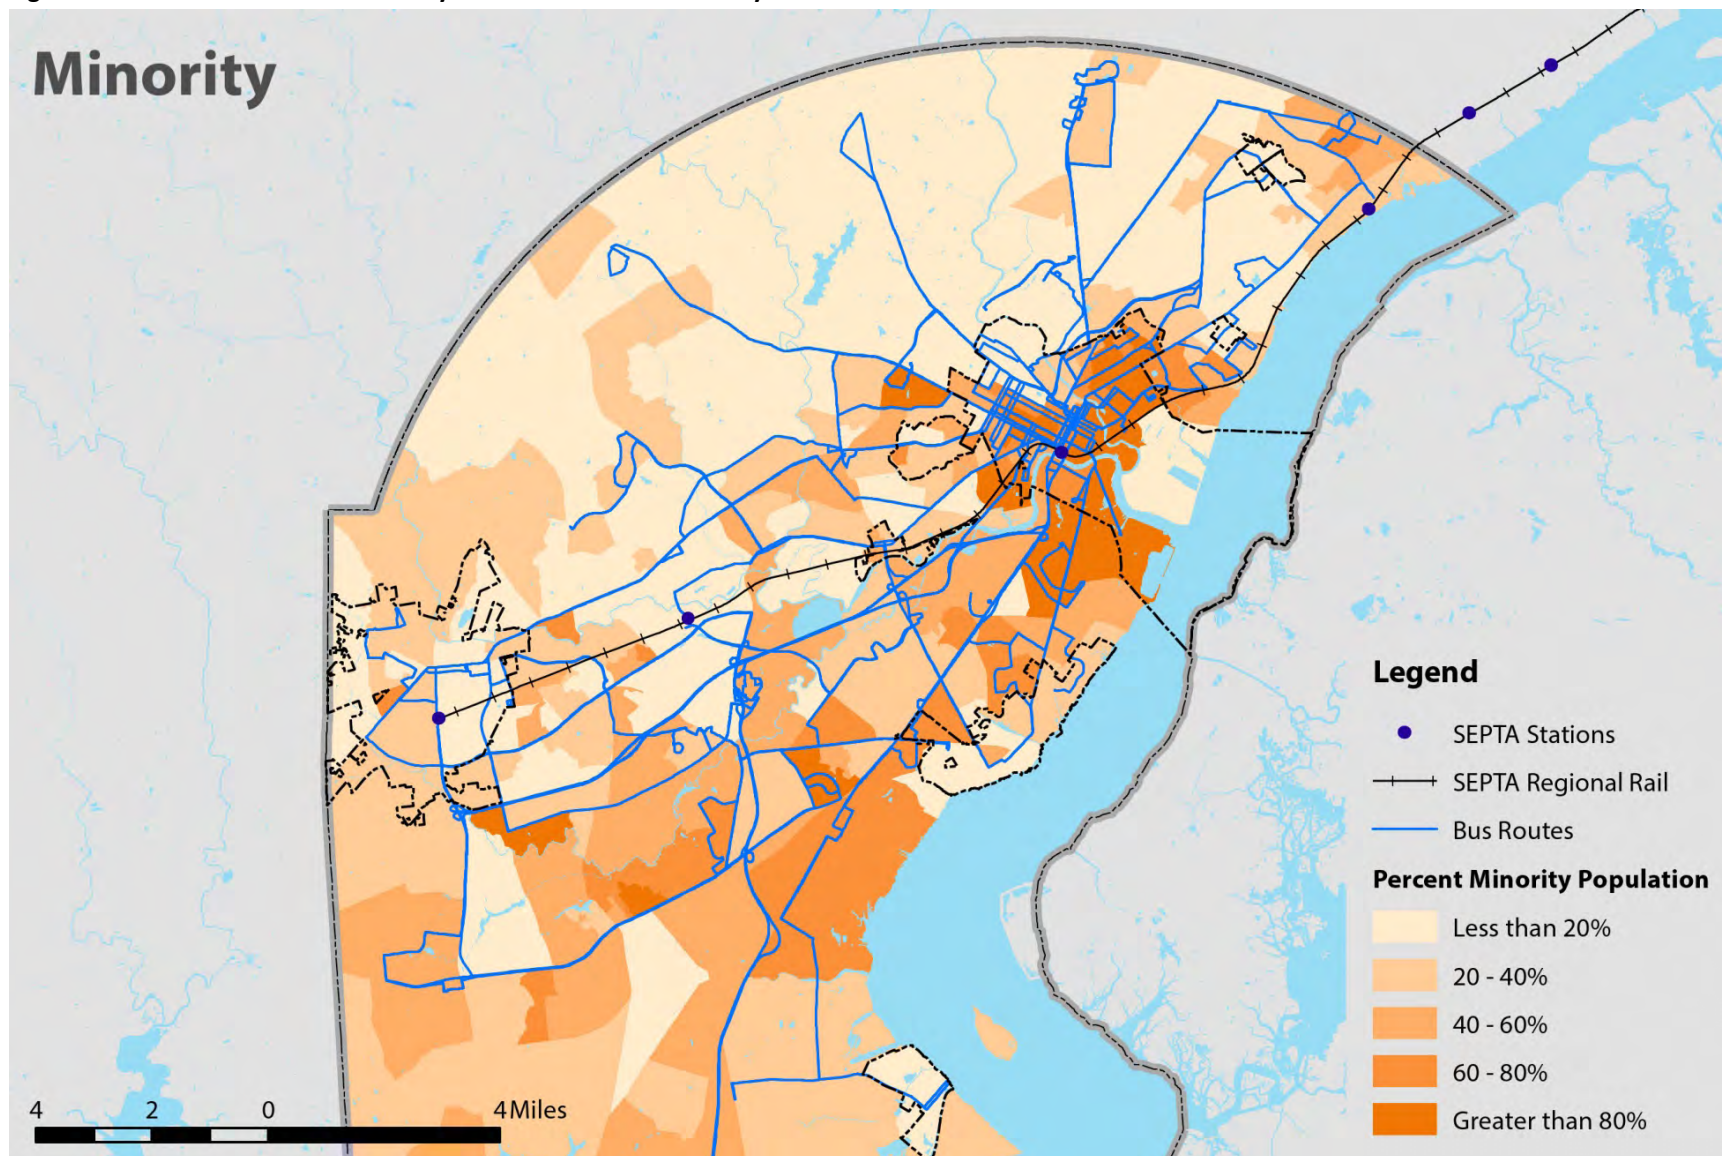 Minority
Legend
SEPTA Stations
SEPTA Regional Rail
Bus Routes
Percent Minority Population
Less than 20%
20 - 40%
40 - 60%
60 - 80%
Greater than 80%
4 2 0 4 Miles